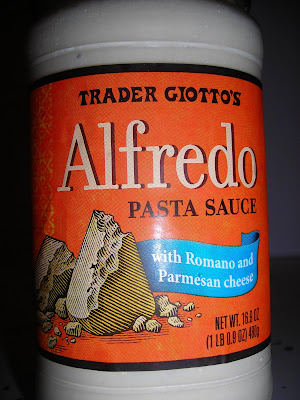 TRADER GIOTTO'S
Alfredo
PASTA SAUCE
with Romano and
Parmesan cheese
NET WT. 16.9 OZ
(1 LB 0.9 OZ) 480g